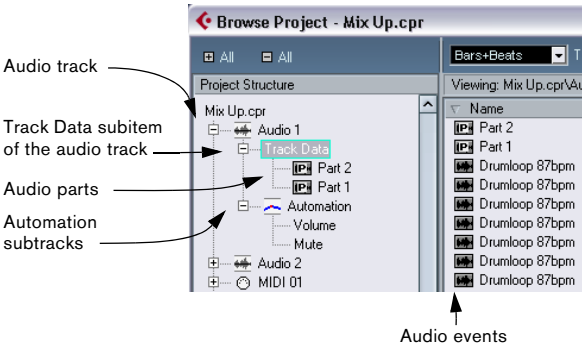 Browse Project - Mix Up.cpr
All All
Bars+Beats T
Project Structure
Viewing: Mix Up.cpr\Au
Audio track
Track Data subitem
of the audio track
Audio parts
Automation
subtracks
Mix Up.cpr
Audio 1
Track Data
Part 2
Part 1
Automation
Volume
Mute
Audio 2
MIDI 01
Name
Part 2
Part 1
Drumloop 87bpm
Drumloop 87bpm
Drumloop 87bpm
Drumloop 87bpm
Drumloop 87bpm
Drumloop 87bpm
Drumloop 87bpm
Audio events